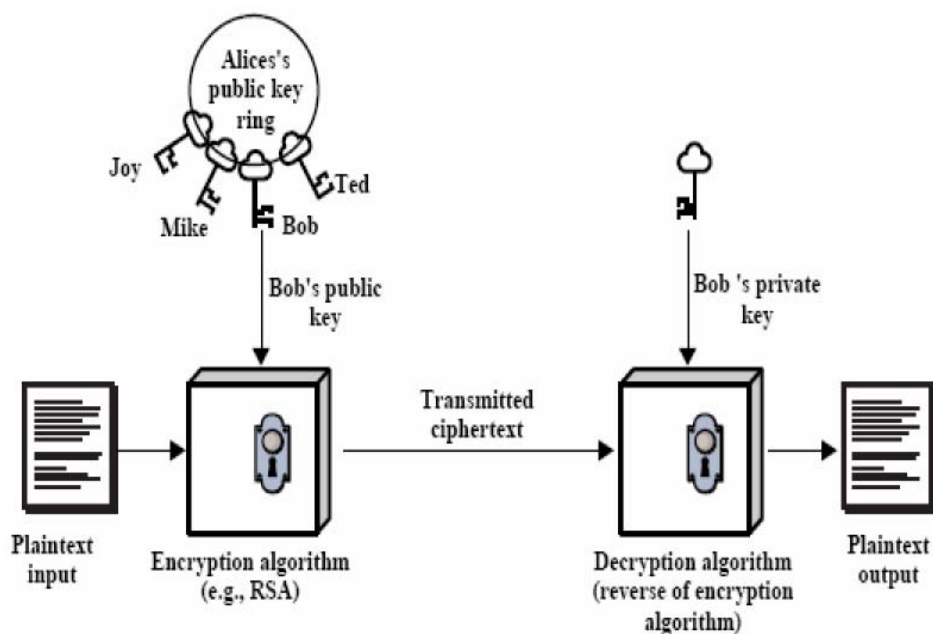 Alices's
public key
ring
Joy
Mike
Bob
Ted
Bob's public
key
Bob 's private
key
Transmitted
ciphertext
Plaintext
input
Encryption algorithm
(e.g., RSA)
Decryption algorithm
(reverse of encryption
algorithm)
Plaintext
output